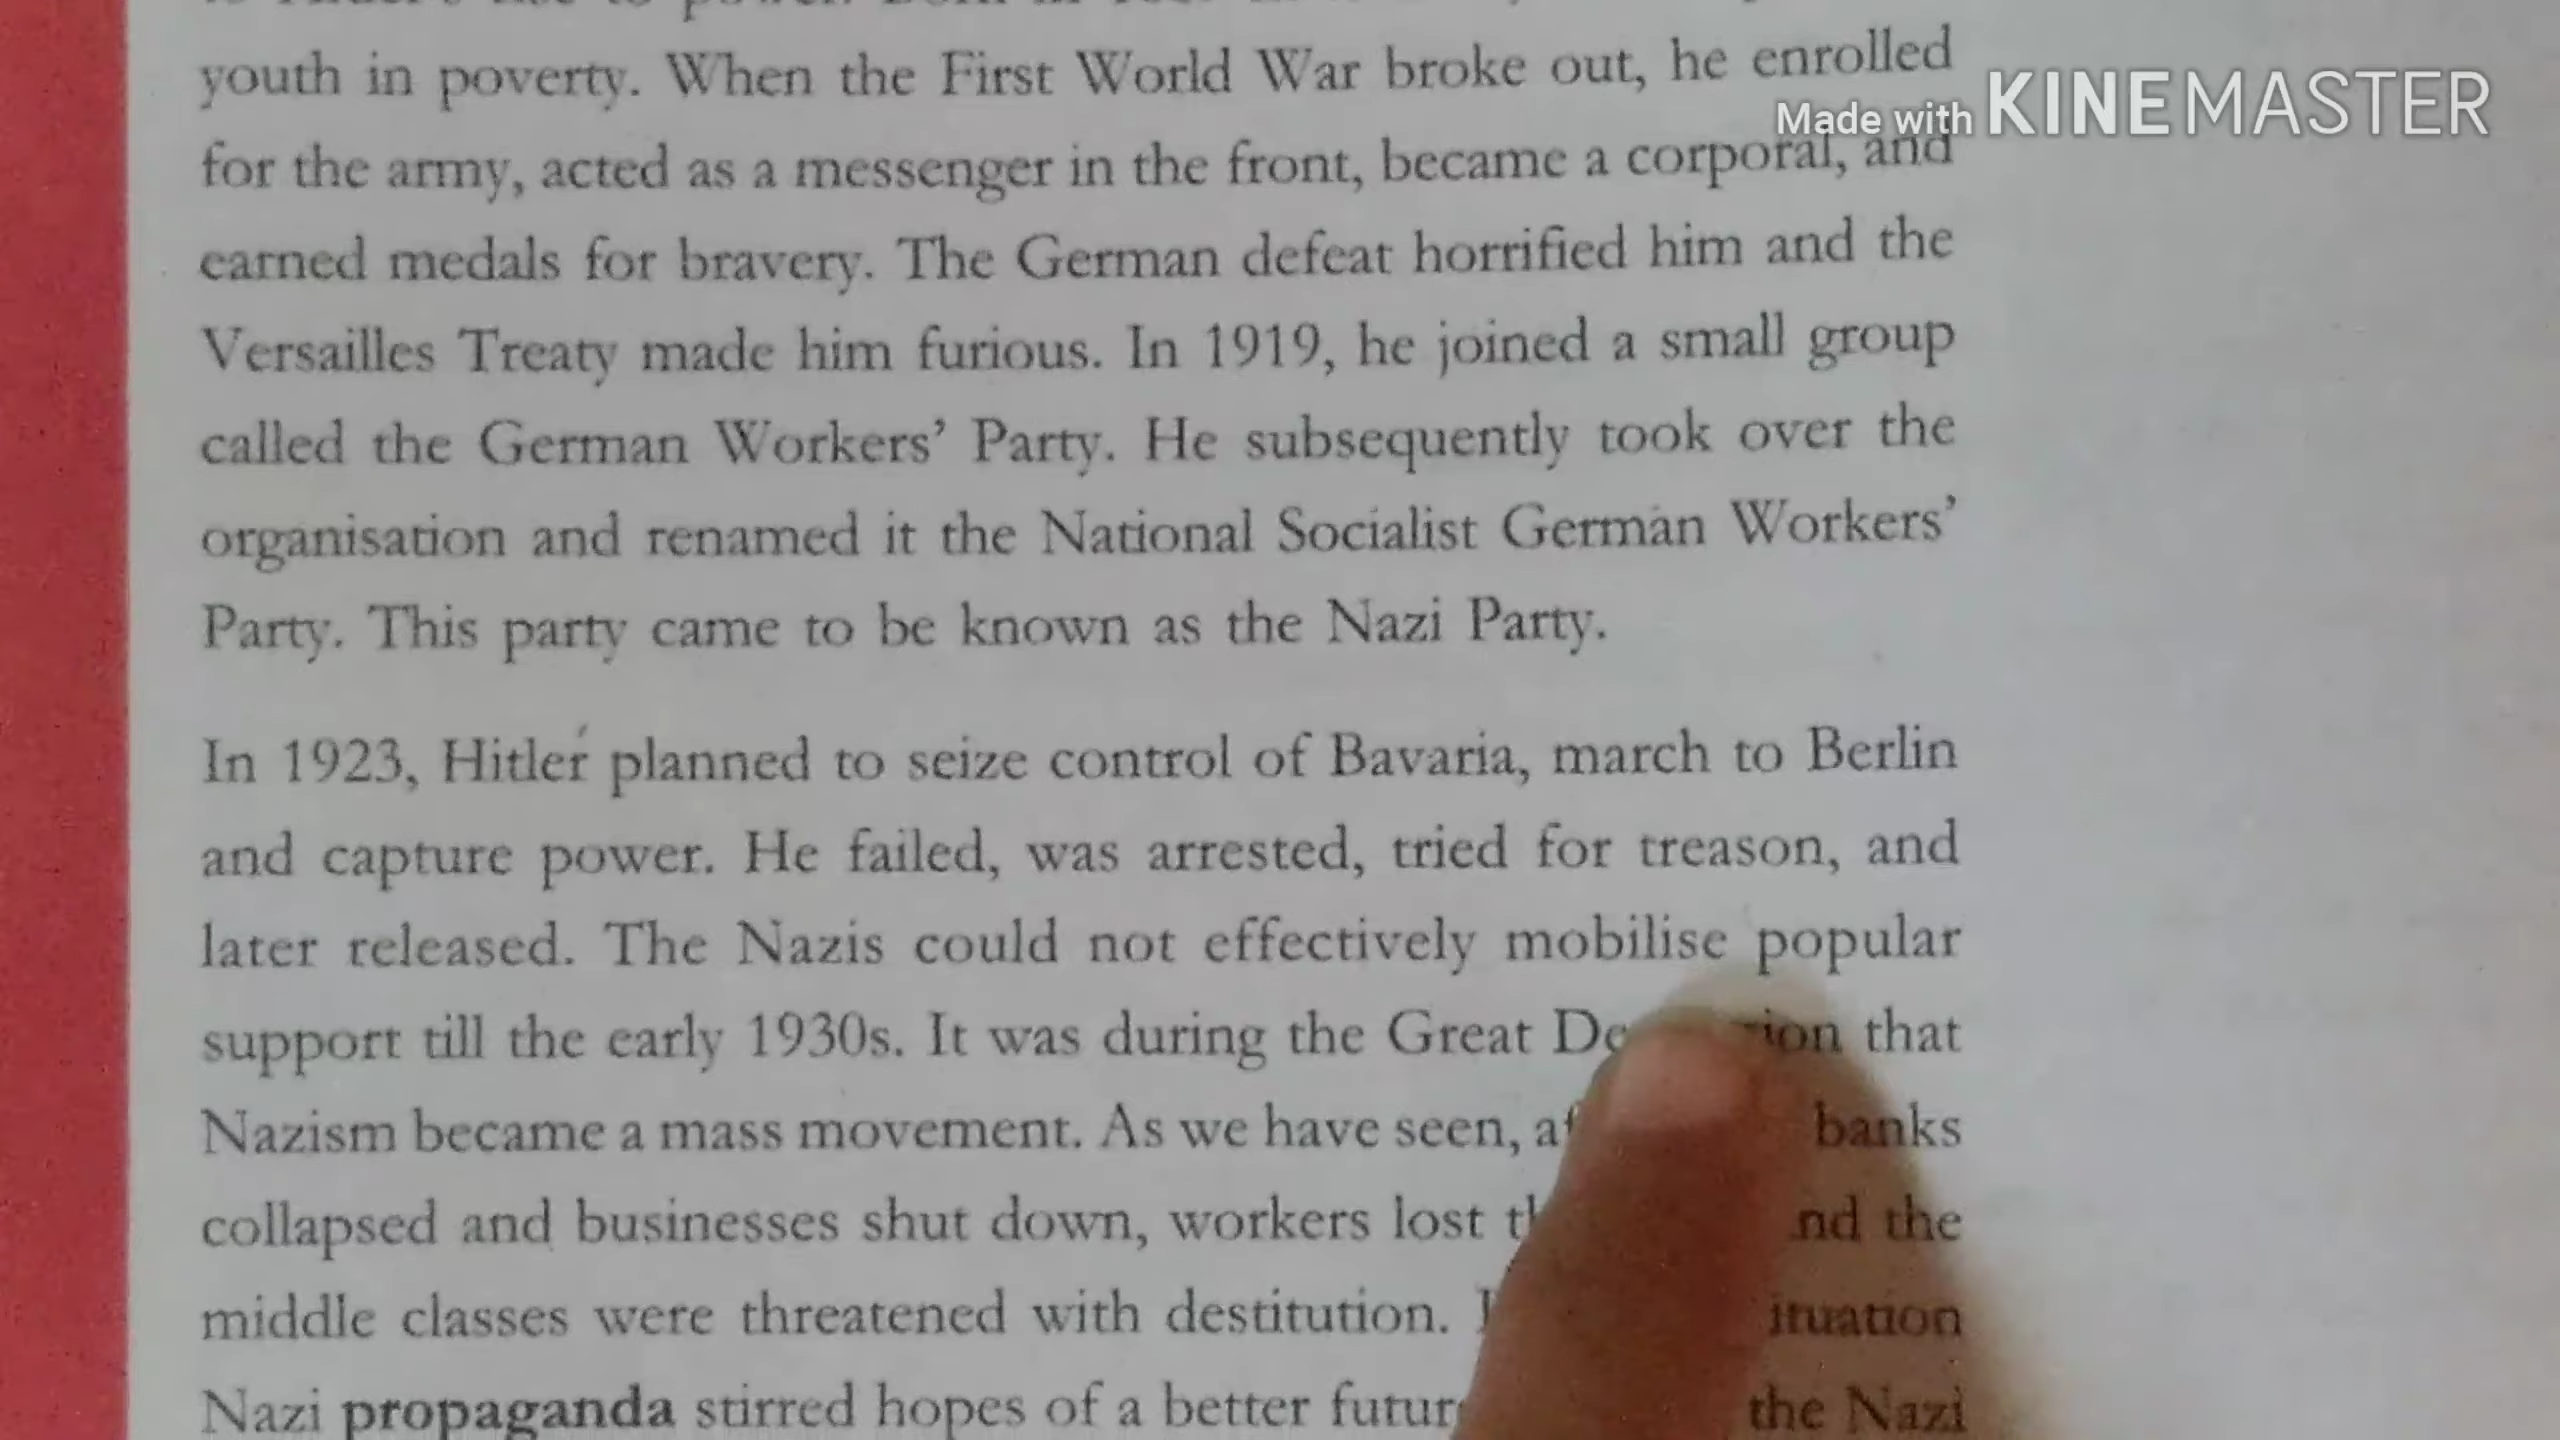 youth in poverty. When the First World War broke out, he enrolled
Made with KINEMASTER
for the army, acted as a messenger in the front, became a corporal, and
earned medals for bravery. The German defeat horrified him and the
Versailles Treaty made him furious. In 1919, he joined a small group
called the German Workers’ Party. He subsequently took over the
organisation and renamed it the National Socialist German Workers’
Party. This party came to be known as the Nazi Party.
In 1923, Hitler planned to seize control of Bavaria, march to Berlin
and capture power. He failed, was arrested, tried for treason, and
later released. The Nazis could not effectively mobilise popular
support till the early 1930s. It was during the Great that
Nazism became a mass movement. As we have seen, banks
collapsed and businesses shut down, workers lost the
middle classes were threatened with destitution.
Nazi propaganda stirred hopes of a better the Nazi